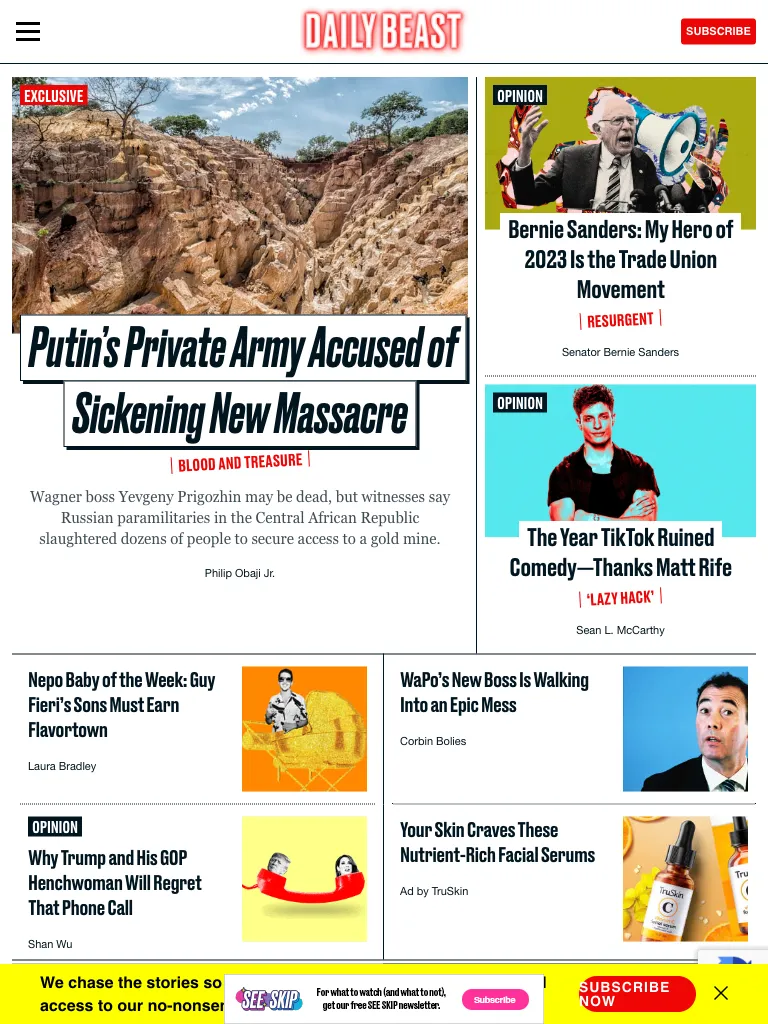 DAILY BEAST
SUBSCRIBE
EXCLUSIVE
Putin’s Private Army Accused of
Sickening New Massacre
BLOOD AND TREASURE
Wagner boss Yevgeny Prigozhin may be dead, but witnesses say
Russian paramilitaries in the Central African Republic
slaughtered dozens of people to secure access to a gold mine.
Philip Obaji Jr.
OPINION
Bernie Sanders: My Hero of
2023 Is the Trade Union
Movement
RESURGENT
Senator Bernie Sanders
OPINION
The Year TikTok Ruined
Comedy—Thanks Matt Rife
‘LAZY HACK’
Sean L. McCarthy
Nepo Baby of the Week: Guy
Fieri’s Sons Must Earn
Flavortown
Laura Bradley
WaPo’s New Boss Is Walking
Into an Epic Mess
Corbin Bolies
OPINION
Why Trump and His GOP
Henchwoman Will Regret
That Phone Call
Shan Wu
Your Skin Craves These
Nutrient-Rich Facial Serums
Ad by TruSkin
TruSkin
C
We chase the stories so
access to our no-nonsen
SEE SKIP
For what to watch (and what to not),
get our free SEE SKIP newsletter.
Subscribe
SUBSCRIBE
NOW